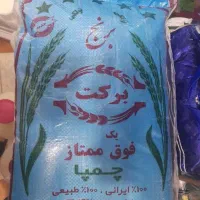 برنج
برکت
یک
فوق ممتاز
چمپا
۱۰۰٪ ایرانی . ۱۰۰٪ طبیعی